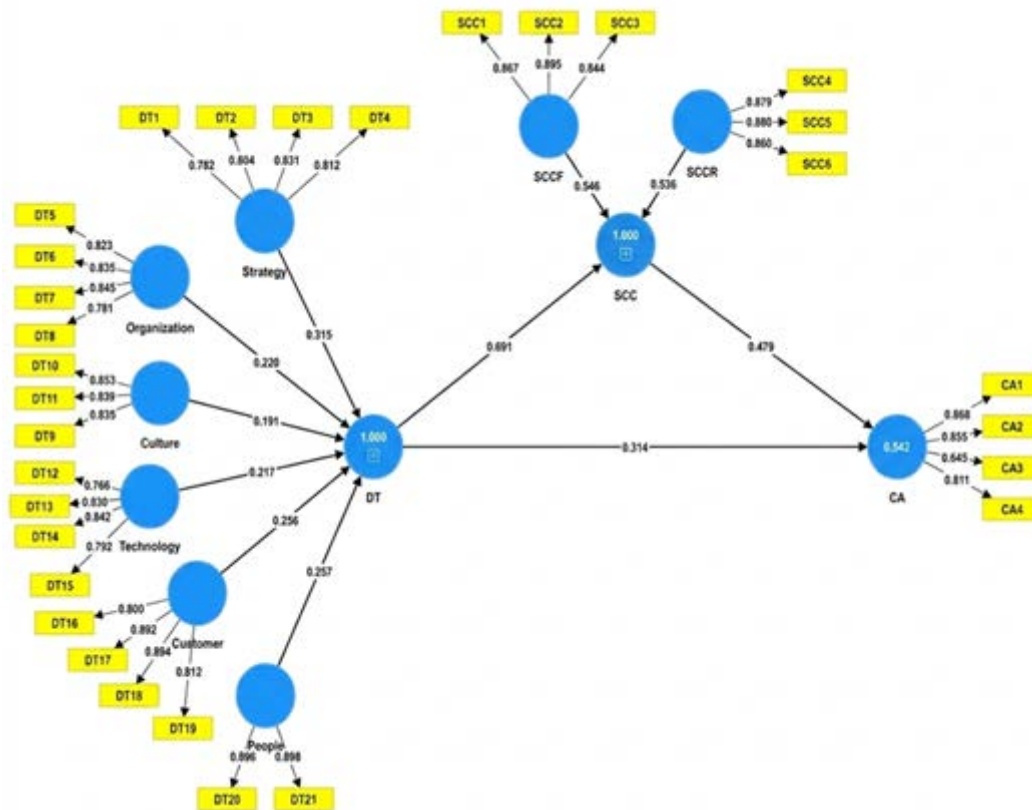 SCC1
SCC2
SCC3
0.867
0.895
0.844
SCCF
SCC4
SCC5
SCC6
0.879
0.880
0.860
SCCR
0.546
0.536
1.000
SCC
DT1
DT2
DT3
DT4
0.782
0.804
0.831
0.812
Strategy
0.315
DT5
DT6
DT7
DT8
0.823
0.835
0.845
0.781
Organization
0.220
DT10
DT11
DT9
0.853
0.839
0.835
Culture
0.191
DT12
DT13
DT14
DT15
0.766
0.830
0.842
0.792
Technology
0.217
DT16
DT17
DT18
DT19
0.800
0.892
0.894
0.812
Customer
0.256
DT20
DT21
0.896
0.898
People
0.257
1.000
DT
0.691
0.479
0.314
0.542
CA
CA1
CA2
CA3
CA4
0.868
0.855
0.645
0.811